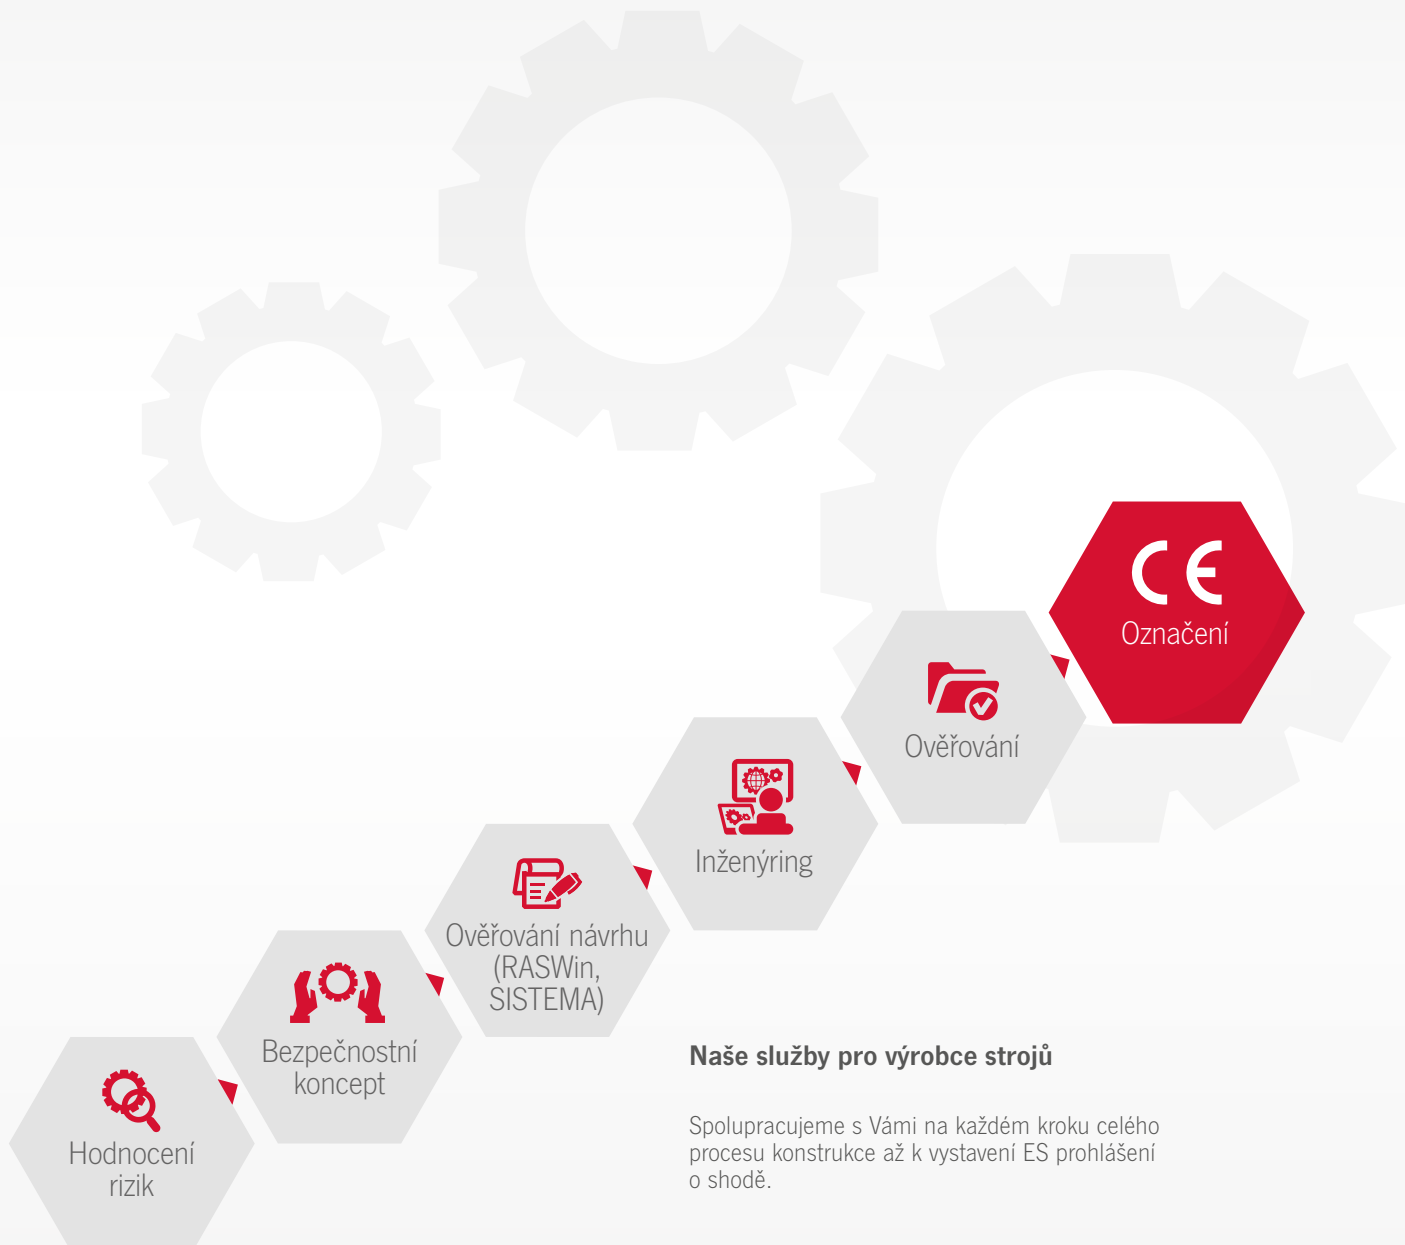 CE
Označení
Ověřování
Inženýring
Ověřování návrhu
(RASWin,
SISTEMA)
Bezpečnostní
koncept
Hodnocení
rizik
Naše služby pro výrobce strojů
Spolupracujeme s Vámi na každém kroku celého
procesu konstrukce až k vystavení ES prohlášení
o shodě.